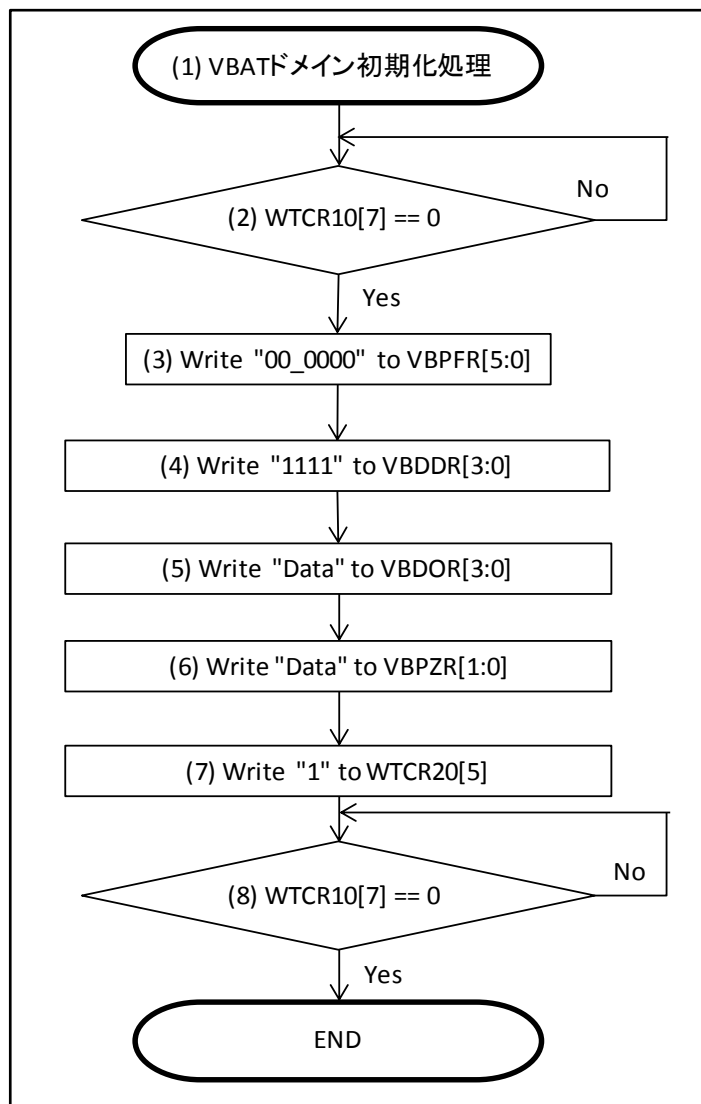 (1) VBATドメイン初期化処理
(2) WTCR10[7] == 0
No
Yes
(3) Write "00_0000" to VBPFR[5:0]
(4) Write "1111" to VBDDR[3:0]
(5) Write "Data" to VBDOR[3:0]
(6) Write "Data" to VBPZR[1:0]
(7) Write "1" to WTCR20[5]
(8) WTCR10[7] == 0
No
Yes
END